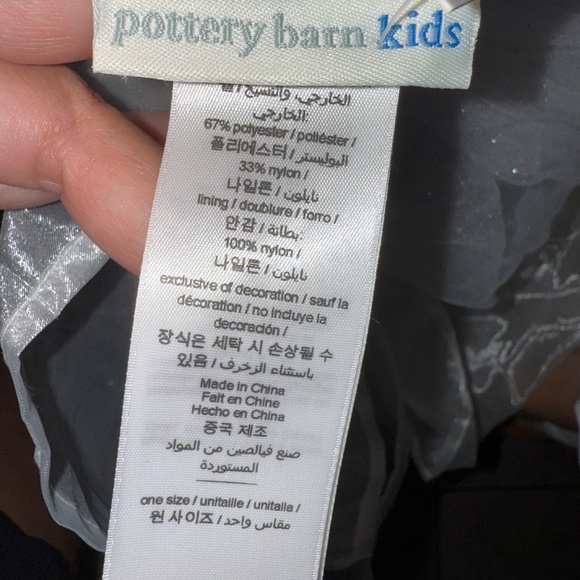 pottery barn kids
الخارجي، والنسيج
الخارجي:
67% polyester / poliéster /
폴리에스터 / البوليستر
33% nylon /
나일론 / نايلون
lining / doublure / forro /
안감 / بطانة:
100% nylon /
나일론 / نايلون
exclusive of decoration / sauf la
décoration / no incluye la
decoración /
장식은 세탁 시 손상될 수
있음 / باستثناء الزخرف
Made in China
Fait en Chine
Hecho en China
중국 제조
صنع فيالصين من المواد
المستوردة
one size / unitaille / unitalla /
원 사이즈 / مقاس واحد